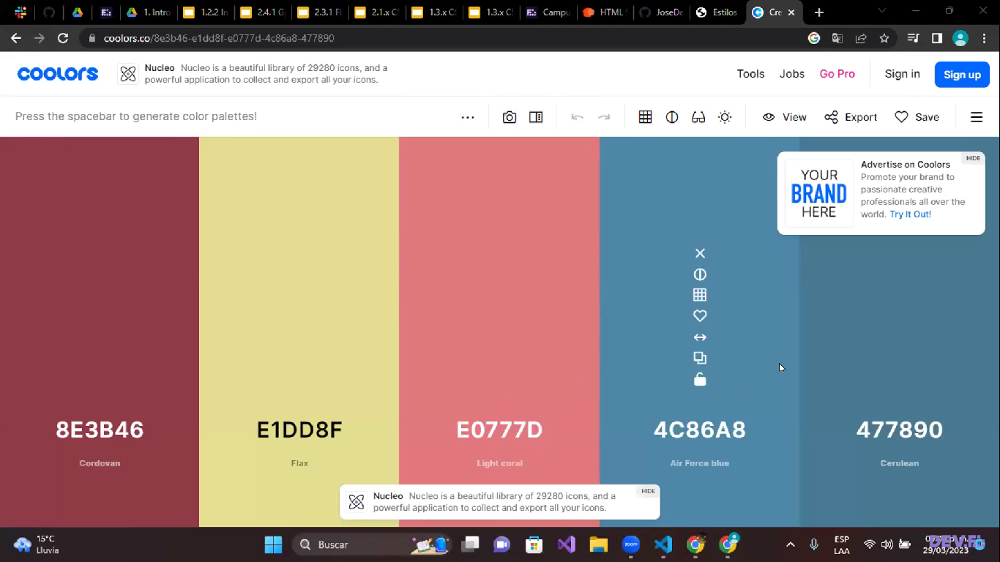 1. Intro
1.2.2 In
2.4.1 G
2.3.1 Fl
2.1.x CS
1.3.x CS
1.3.x CS
Campu
HTML
JoseDe
Estilos
Cre
coolors.co/8e3b46-e1dd8f-e0777d-4c86a8-477890
coolors
Nucleo Nucleo is a beautiful library of 29280 icons, and a
powerful application to collect and export all your icons.
Tools
Jobs
Go Pro
Sign in
Sign up
Press the spacebar to generate color palettes!
View
Export
Save
HIDE
YOUR
BRAND
HERE
Advertise on Coolors
Promote your brand to
passionate creative
professionals all over the
world. Try It Out!
8E3B46
E1DD8F
E0777D
4C86A8
477890
Cordovan
Flax
Light coral
Air Force blue
Cerulean
HIDE
Nucleo Nucleo is a beautiful library of 29280 icons, and a
powerful application to collect and export all your icons.
15°C
Lluvia
Buscar
zoom
ESP
LAA
29/03/2023
DEV.F: